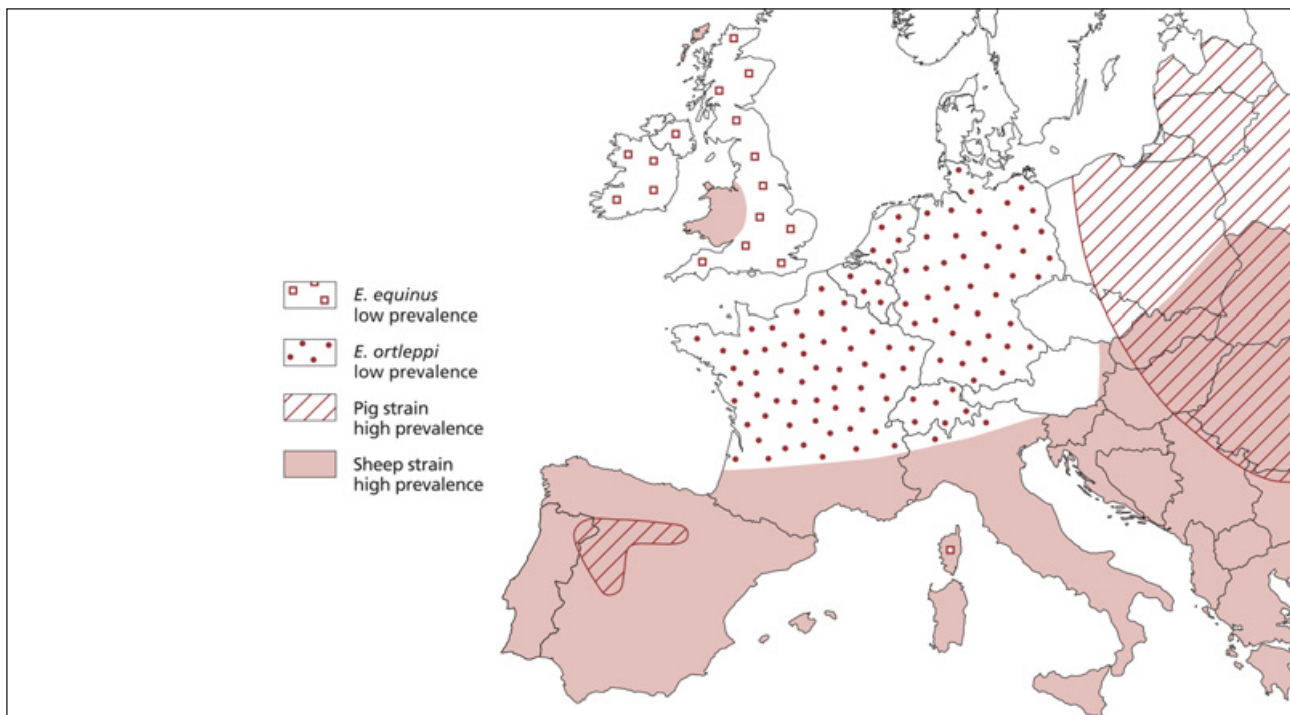 E. equinus
low prevalence
E. ortleppi
low prevalence
Pig strain
high prevalence
Sheep strain
high prevalence